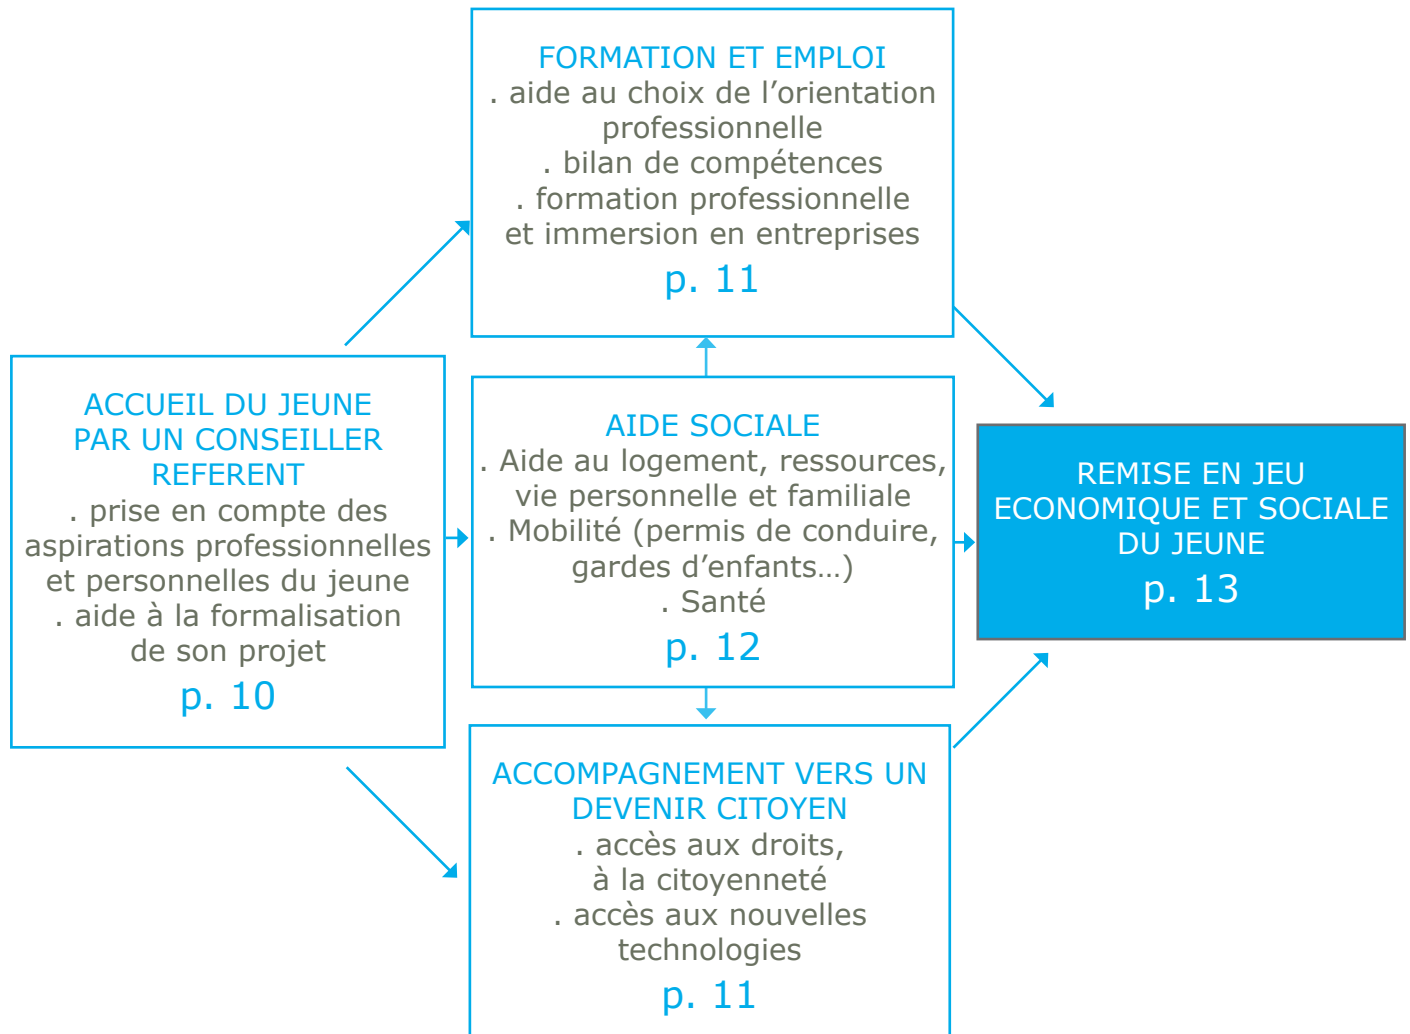 FORMATION ET EMPLOI
. aide au choix de l’orientation
professionnelle
. bilan de compétences
. formation professionnelle
et immersion en entreprises
p. 11
ACCUEIL DU JEUNE
PAR UN CONSEILLER
REFERENT
. prise en compte des
aspirations professionnelles
et personnelles du jeune
. aide à la formalisation
de son projet
p. 10
AIDE SOCIALE
. Aide au logement, ressources,
vie personnelle et familiale
. Mobilité (permis de conduire,
gardes d’enfants…)
. Santé
p. 12
REMISE EN JEU
ECONOMIQUE ET SOCIALE
DU JEUNE
p. 13
ACCOMPAGNEMENT VERS UN
DEVENIR CITOYEN
. accès aux droits,
à la citoyenneté
. accès aux nouvelles
technologies
p. 11